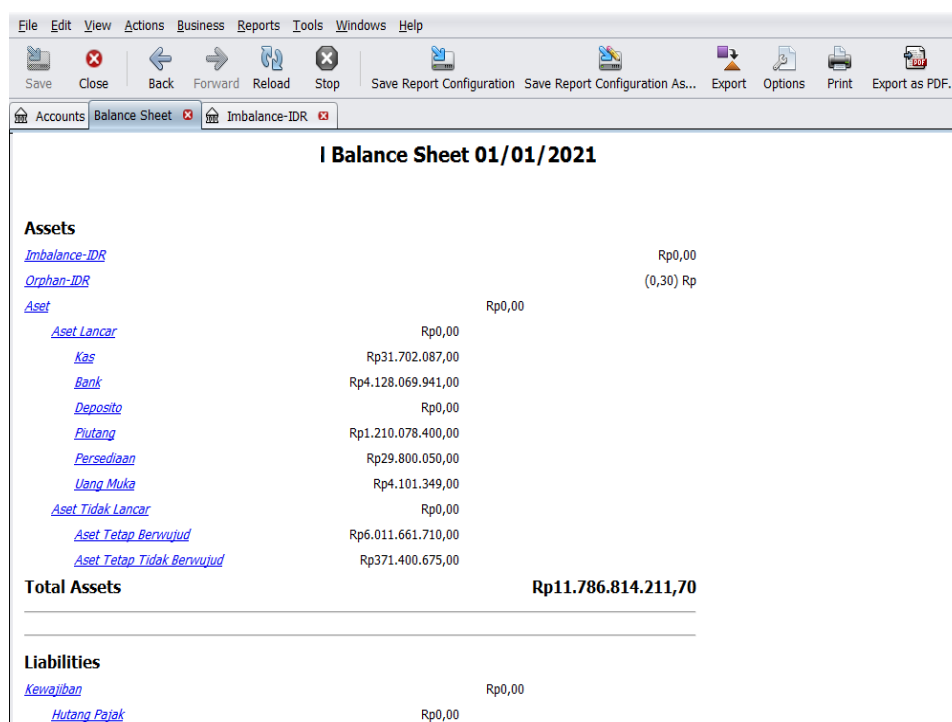 File Edit View Actions Business Reports Tools Windows Help
Save Close Back Forward Reload Stop Save Report Configuration Save Report Configuration As... Export Options Print Export as PDF.
Accounts Balance Sheet Imbalance-IDR
l Balance Sheet 01/01/2021
Assets
Imbalance-IDR Rp0,00
Orphan-IDR (0,30) Rp
Aset Rp0,00
Aset Lancar Rp0,00
Kas Rp31.702.087,00
Bank Rp4.128.069.941,00
Deposito Rp0,00
Piutang Rp1.210.078.400,00
Persediaan Rp29.800.050,00
Uang Muka Rp4.101.349,00
Aset Tidak Lancar Rp0,00
Aset Tetap Berwujud Rp6.011.661.710,00
Aset Tetap Tidak Berwujud Rp371.400.675,00
Total Assets Rp11.786.814.211,70
Liabilities
Kewajiban Rp0,00
Hutang Pajak Rp0,00